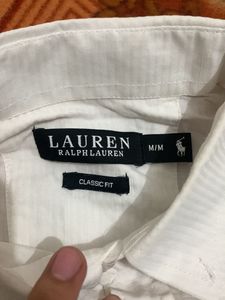 LAUREN
RALPH LAUREN
M/M
CLASSIC FIT